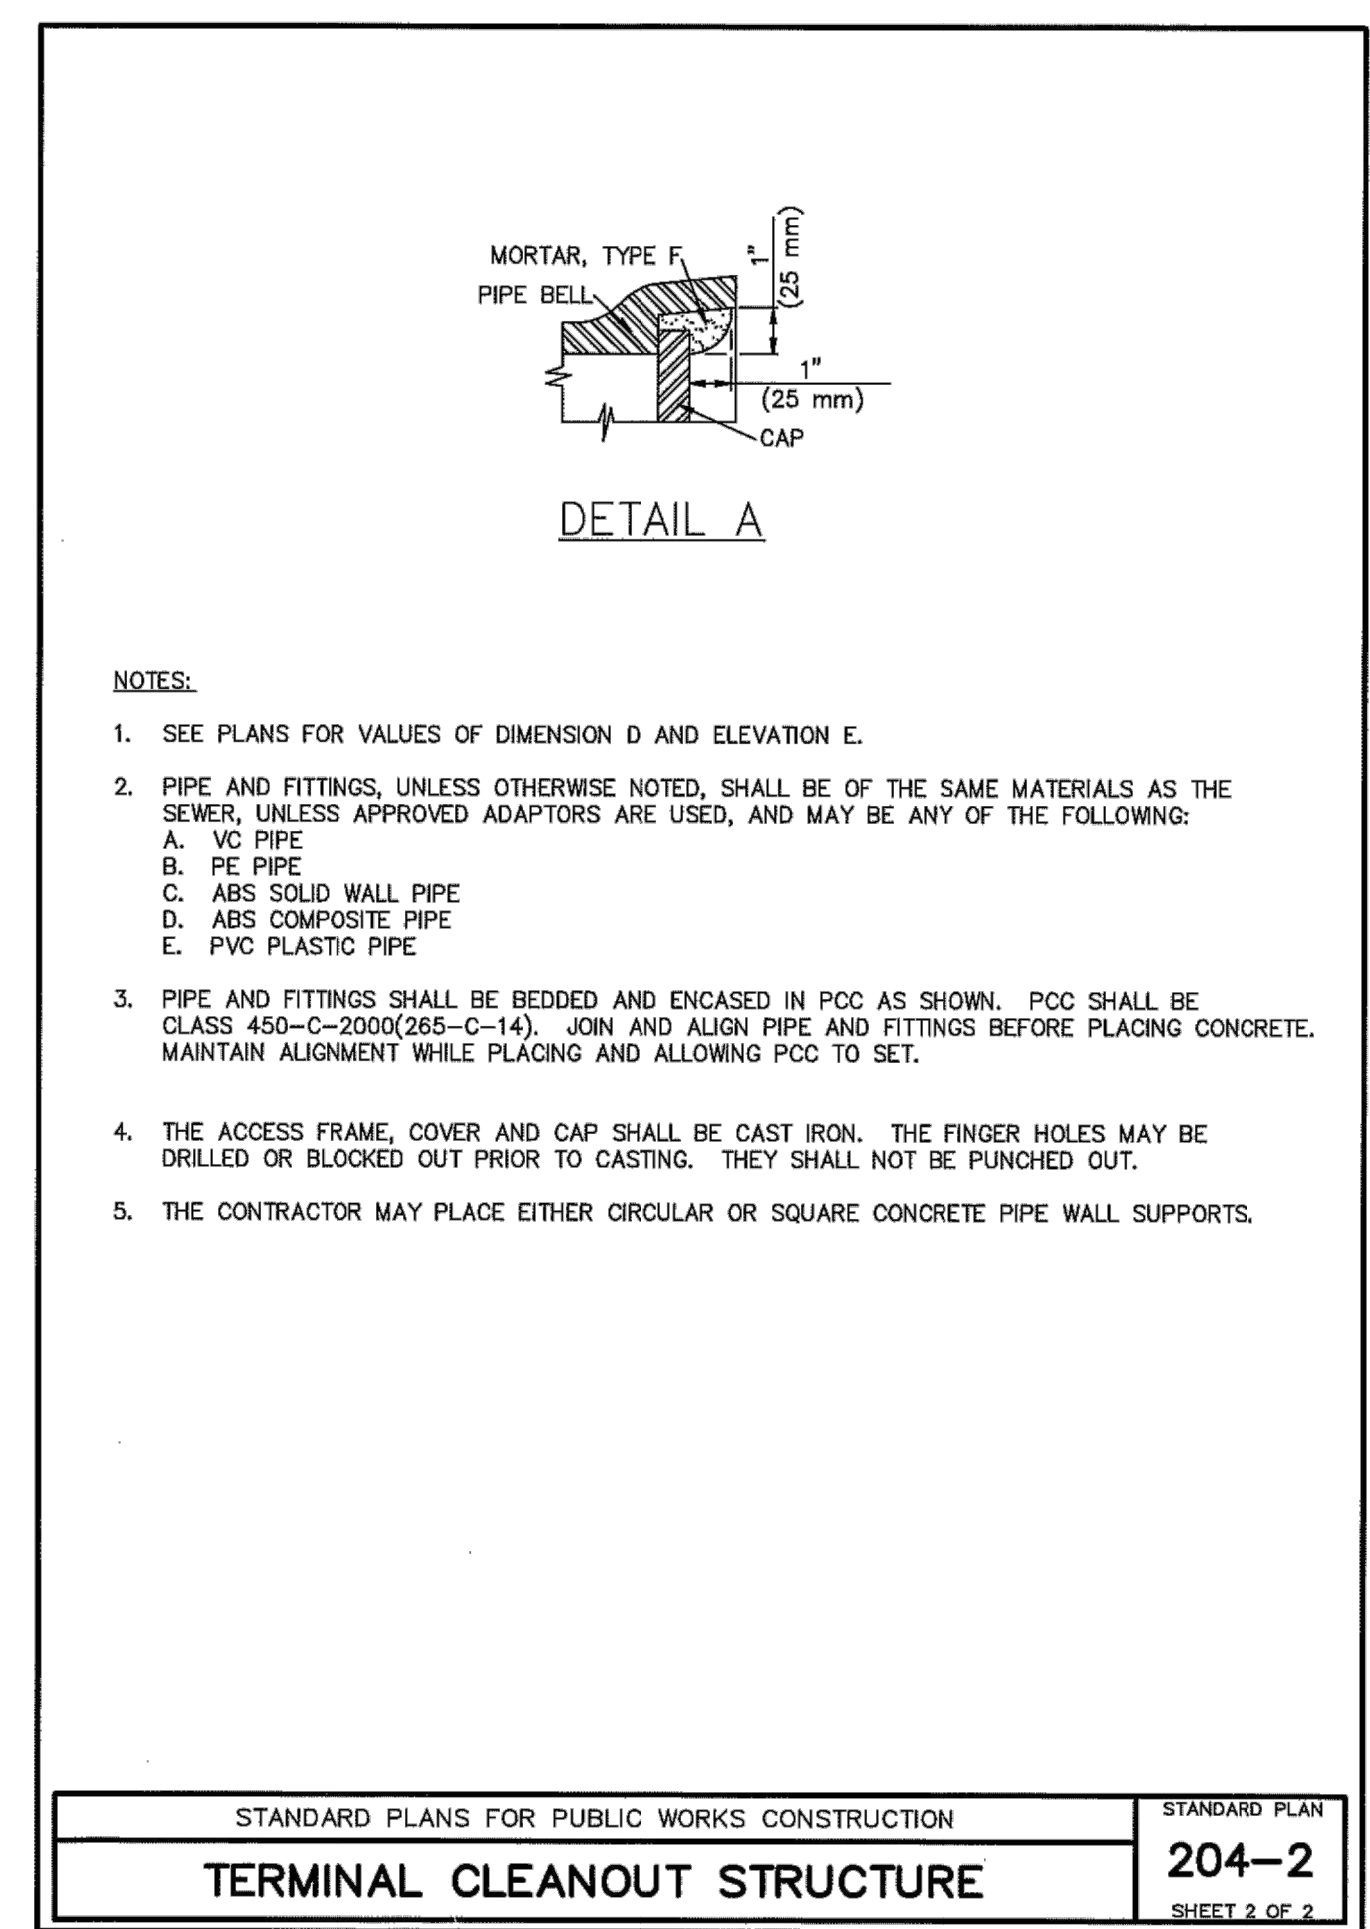 MORTAR, TYPE F
PIPE BELL
1"
(25 mm)
1"
(25 mm)
CAP
DETAIL A
NOTES:
1. SEE PLANS FOR VALUES OF DIMENSION D AND ELEVATION E.
2. PIPE AND FITTINGS, UNLESS OTHERWISE NOTED, SHALL BE OF THE SAME MATERIALS AS THE
SEWER, UNLESS APPROVED ADAPTORS ARE USED, AND MAY BE ANY OF THE FOLLOWING:
A. VC PIPE
B. PE PIPE
C. ABS SOLID WALL PIPE
D. ABS COMPOSITE PIPE
E. PVC PLASTIC PIPE
3. PIPE AND FITTINGS SHALL BE BEDDED AND ENCASED IN PCC AS SHOWN. PCC SHALL BE
CLASS 450-C-2000(265-C-14). JOIN AND ALIGN PIPE AND FITTINGS BEFORE PLACING CONCRETE.
MAINTAIN ALIGNMENT WHILE PLACING AND ALLOWING PCC TO SET.
4. THE ACCESS FRAME, COVER AND CAP SHALL BE CAST IRON. THE FINGER HOLES MAY BE
DRILLED OR BLOCKED OUT PRIOR TO CASTING. THEY SHALL NOT BE PUNCHED OUT.
5. THE CONTRACTOR MAY PLACE EITHER CIRCULAR OR SQUARE CONCRETE PIPE WALL SUPPORTS.
STANDARD PLANS FOR PUBLIC WORKS CONSTRUCTION
TERMINAL CLEANOUT STRUCTURE
STANDARD PLAN
204-2
SHEET 2 OF 2